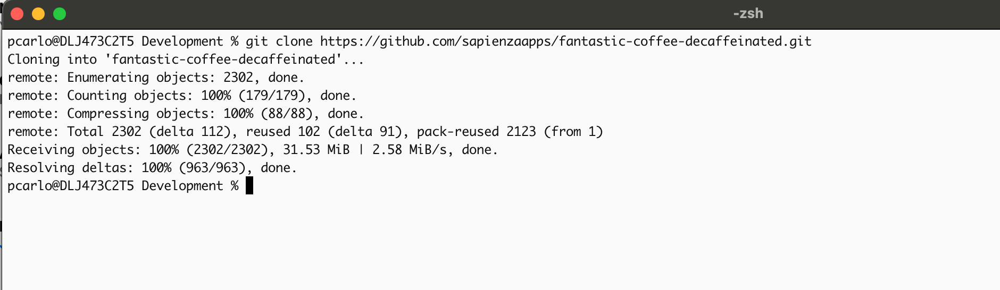 -zsh
pcarlo@DLJ473C2T5 Development % git clone https://github.com/sapienzaapps/fantastic-coffee-decaffeinated.git
Cloning into 'fantastic-coffee-decaffeinated'...
remote: Enumerating objects: 2302, done.
remote: Counting objects: 100% (179/179), done.
remote: Compressing objects: 100% (88/88), done.
remote: Total 2302 (delta 112), reused 102 (delta 91), pack-reused 2123 (from 1)
Receiving objects: 100% (2302/2302), 31.53 MiB | 2.58 MiB/s, done.
Resolving deltas: 100% (963/963), done.
pcarlo@DLJ473C2T5 Development %